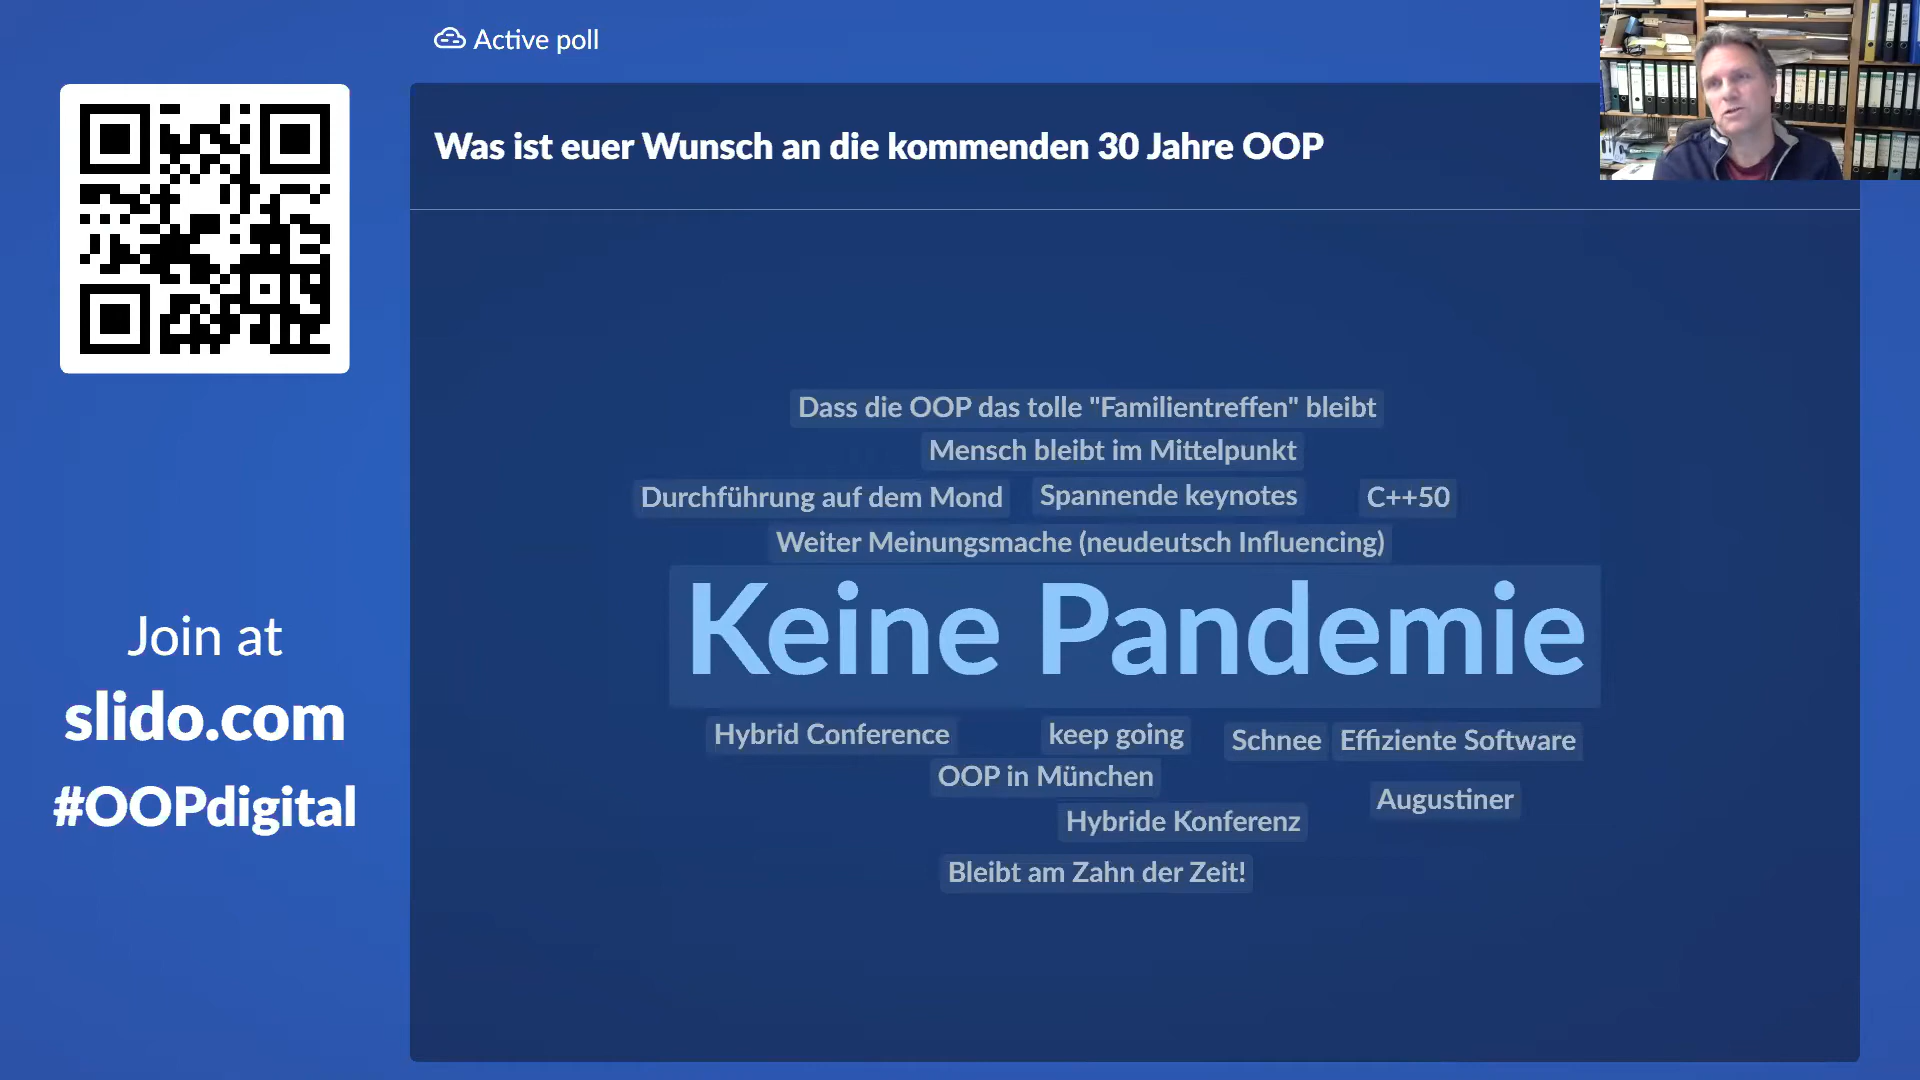 Active poll
Was ist euer Wunsch an die kommenden 30 Jahre OOP
Dass die OOP das tolle "Familientreffen" bleibt
Mensch bleibt im Mittelpunkt
Durchführung auf dem Mond
Spannende keynotes
C++50
Weiter Meinungsmache (neudeutsch Influencing)
Keine Pandemie
Hybrid Conference
keep going
Schnee
Effiziente Software
OOP in München
Augustiner
Hybride Konferenz
Bleibt am Zahn der Zeit!
Join at
slido.com
#OOPdigital